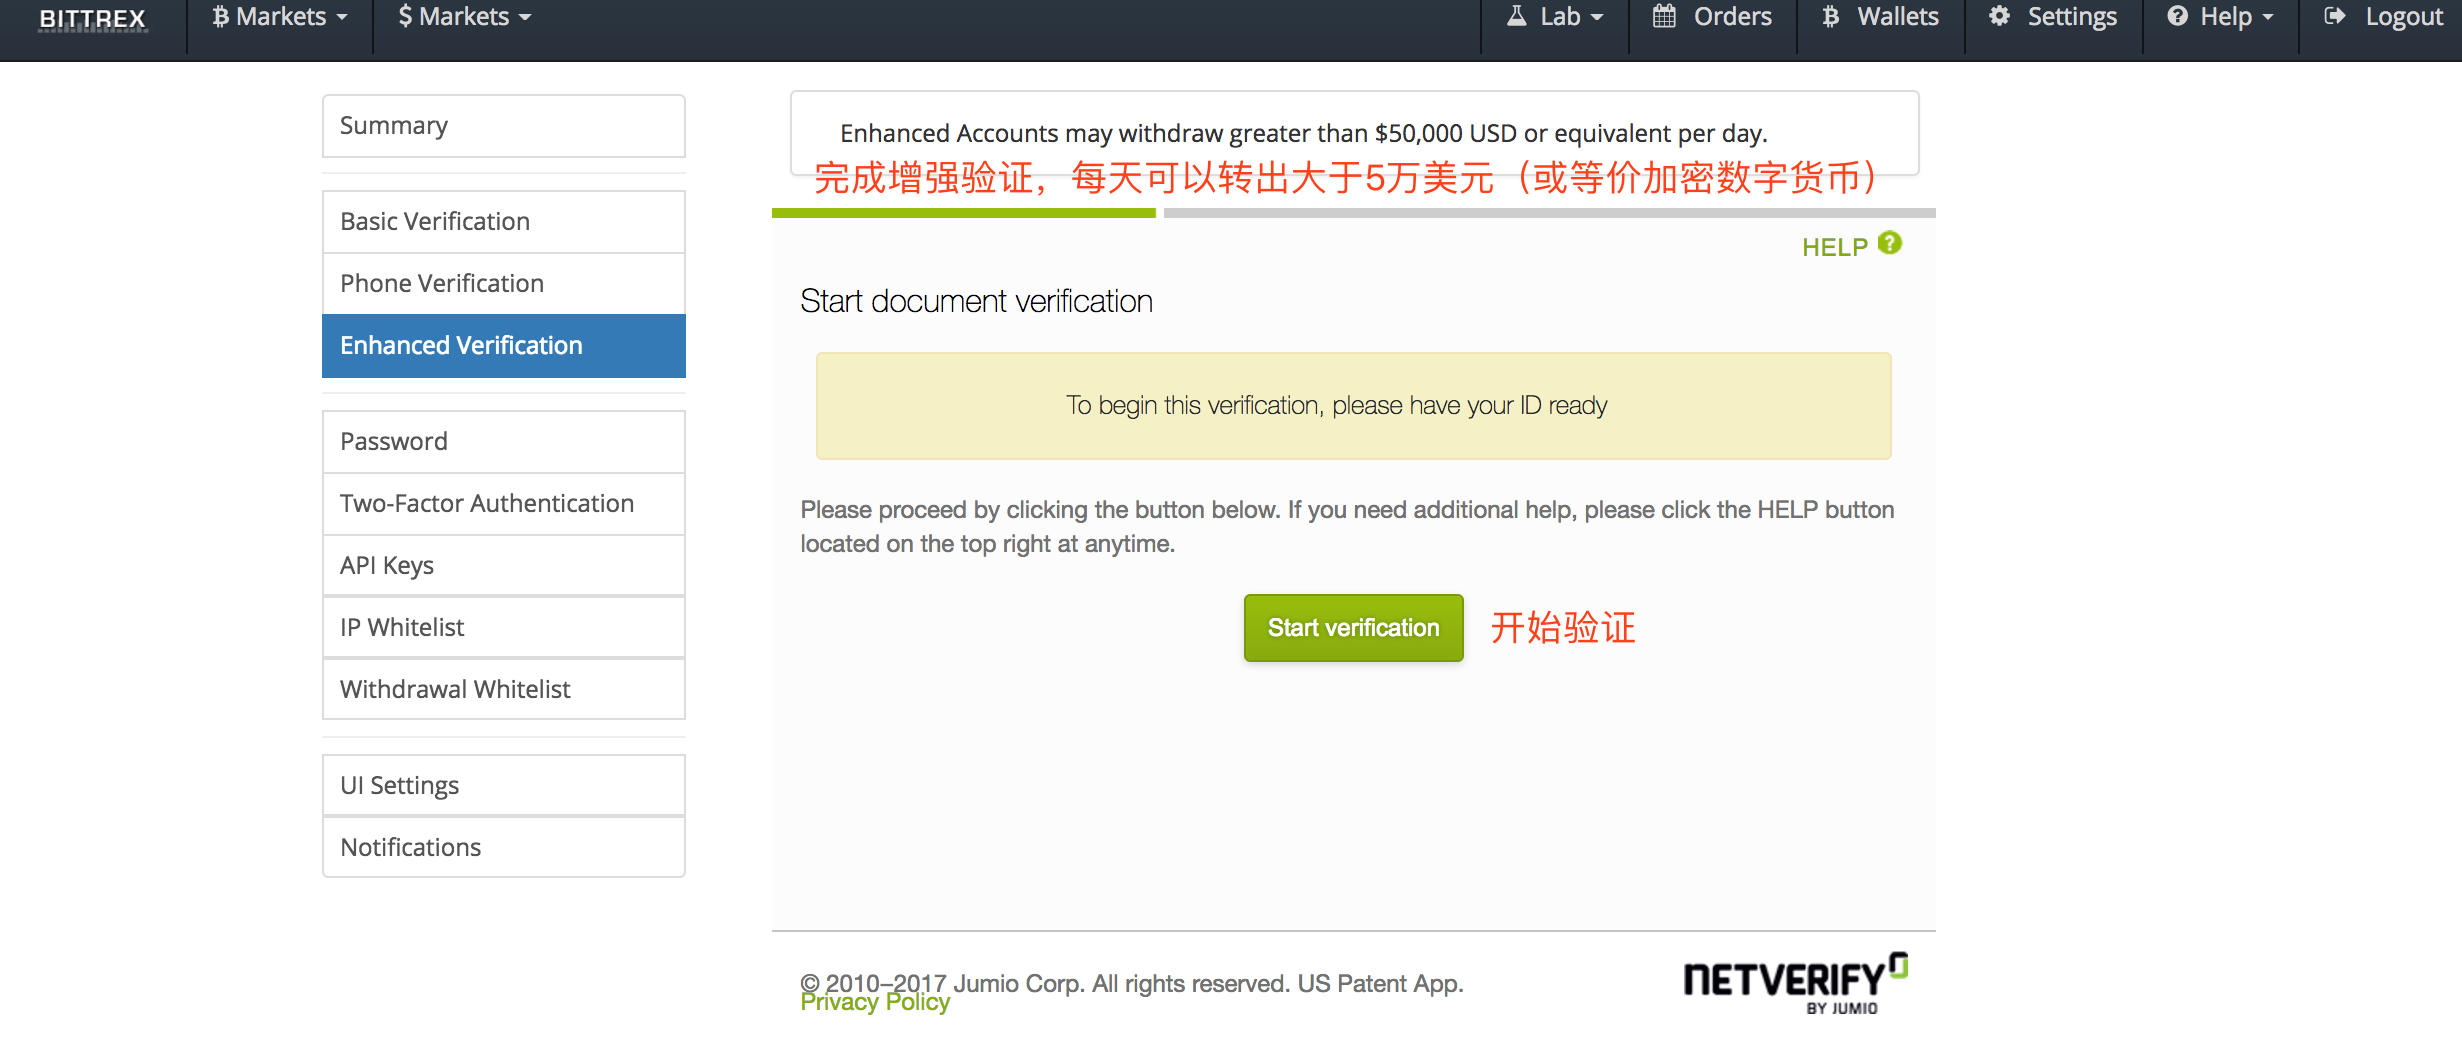 BITTREX
Markets
$ Markets
Lab
Orders
Wallets
Settings
Help
Logout
Summary
Basic Verification
Phone Verification
Enhanced Verification
Password
Two-Factor Authentication
API Keys
IP Whitelist
Withdrawal Whitelist
UI Settings
Notifications
Enhanced Accounts may withdraw greater than $50,000 USD or equivalent per day.
完成增强验证，每天可以转出大于5万美元（或等价加密数字货币）
HELP ?
Start document verification
To begin this verification, please have your ID ready
Please proceed by clicking the button below. If you need additional help, please click the HELP button
located on the top right at anytime.
Start verification
开始验证
© 2010–2017 Jumio Corp. All rights reserved. US Patent App.
Privacy Policy
NETVERIFY
BY JUMIO